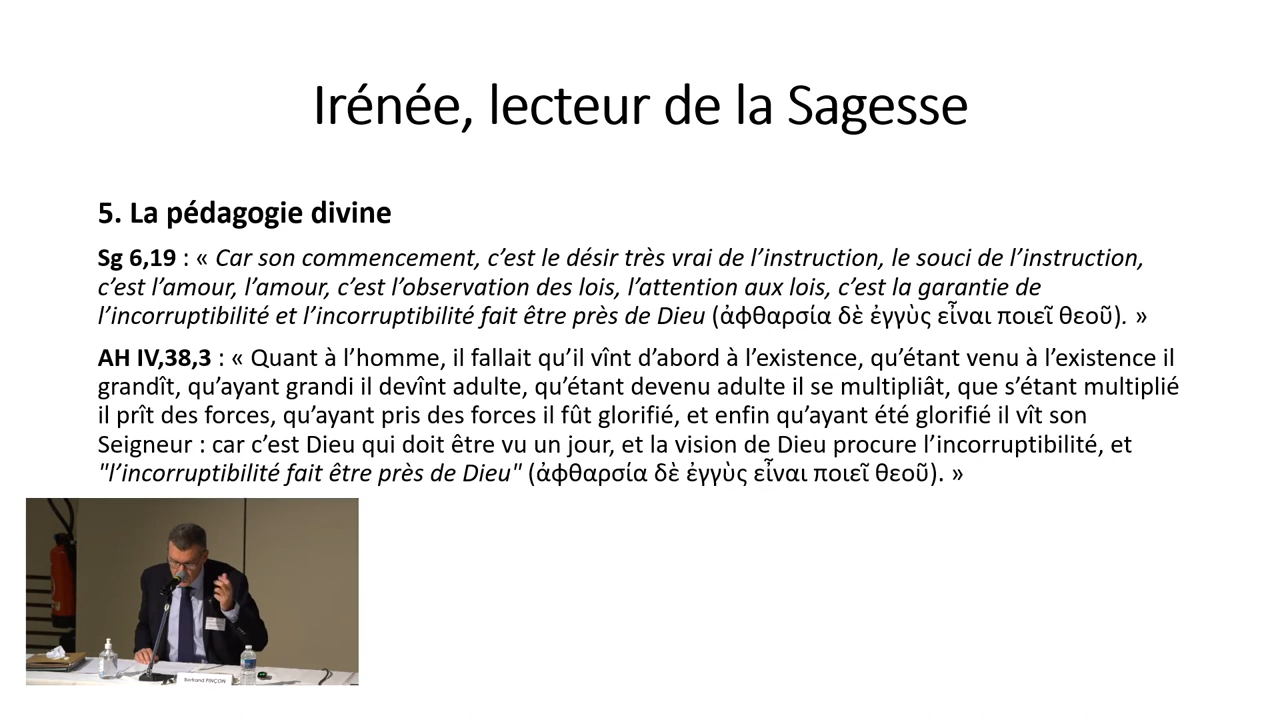 Irénée, lecteur de la Sagesse
5. La pédagogie divine
Sg 6,19 : « Car son commencement, c’est le désir très vrai de l’instruction, le souci de l’instruction,
c’est l’amour, l’amour, c’est l’observation des lois, l’attention aux lois, c’est la garantie de
l’incorruptibilité et l’incorruptibilité fait être près de Dieu (ἀφθαρσία δὲ ἐγγὺς εἶναι ποιεῖ θεοῦ). »
AH IV,38,3 : « Quant à l’homme, il fallait qu’il vînt d’abord à l’existence, qu’étant venu à l’existence il
grandît, qu’ayant grandi il devînt adulte, qu’étant devenu adulte il se multipliât, que s’étant multiplié
il prît des forces, qu’ayant pris des forces il fût glorifié, et enfin qu’ayant été glorifié il vît son
Seigneur : car c’est Dieu qui doit être vu un jour, et la vision de Dieu procure l’incorruptibilité, et
"l’incorruptibilité fait être près de Dieu" (ἀφθαρσία δὲ ἐγγὺς εἶναι ποιεῖ θεοῦ). »
Bertrand PINÇON